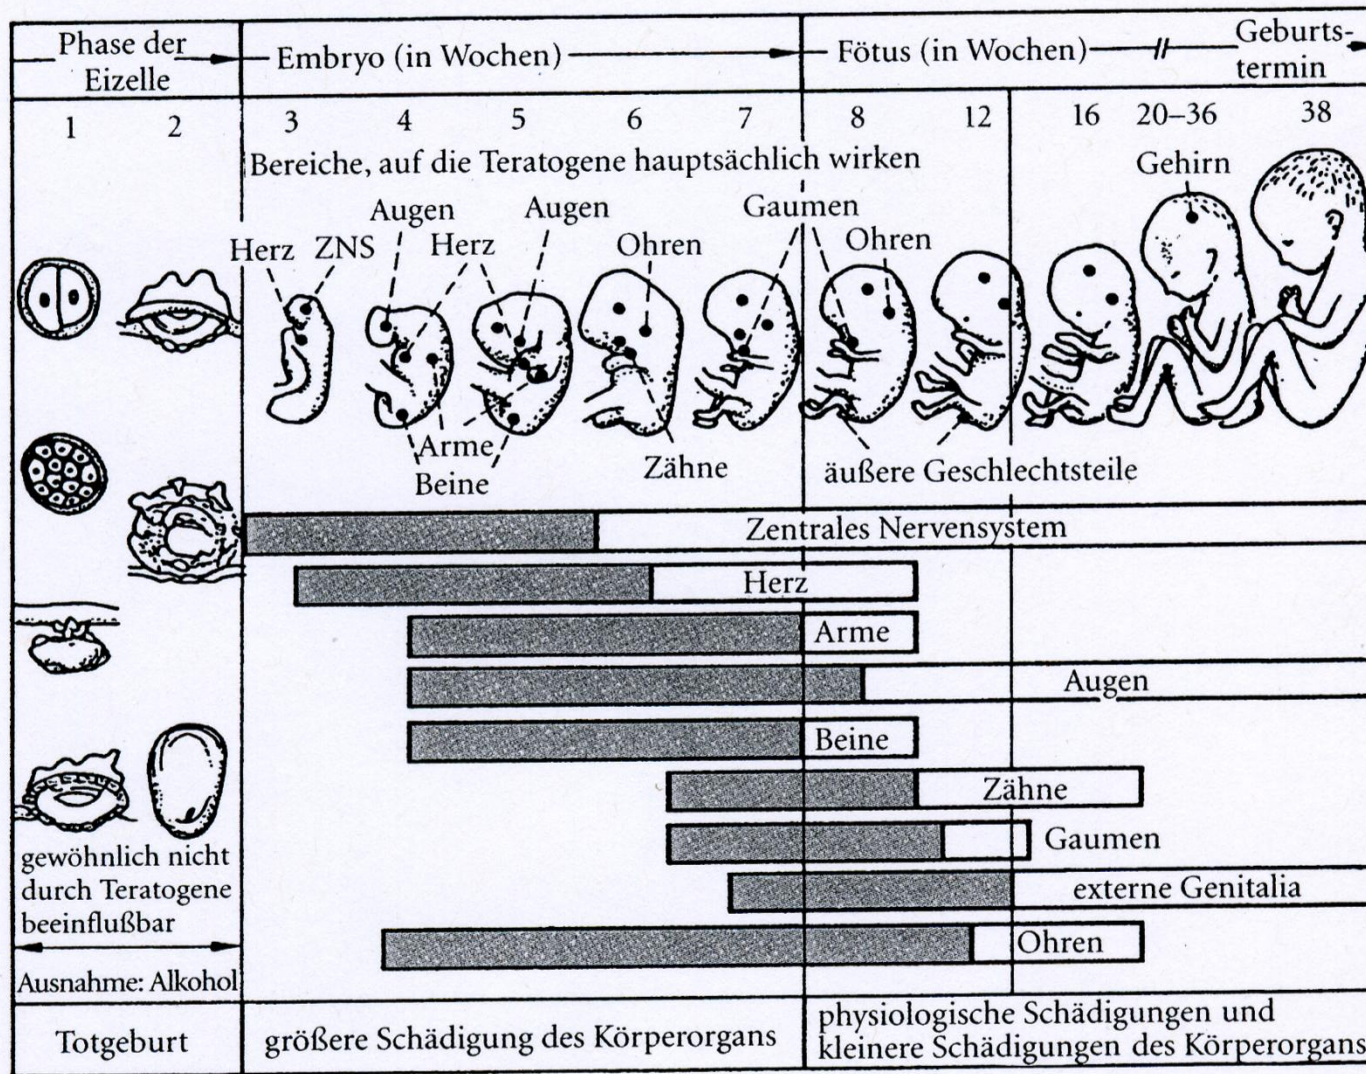 Phase der
Eizelle
Embryo (in Wochen)
Fötus (in Wochen)
Geburts-
termin
1 2 3 4 5 6 7 8 12 16 20–36 38
Bereiche, auf die Teratogene hauptsächlich wirken
Gehirn
Augen Augen Gaumen
Herz ZNS Herz Ohren Ohren
Arme
Beine
Zähne
äußere Geschlechtsteile
Zentrales Nervensystem
Herz
Arme
Augen
Beine
Zähne
Gaumen
externe Genitalia
Ohren
gewöhnlich nicht
durch Teratogene
beeinflußbar
Ausnahme: Alkohol
Totgeburt
größere Schädigung des Körperorgans
physiologische Schädigungen und
kleinere Schädigungen des Körperorgans